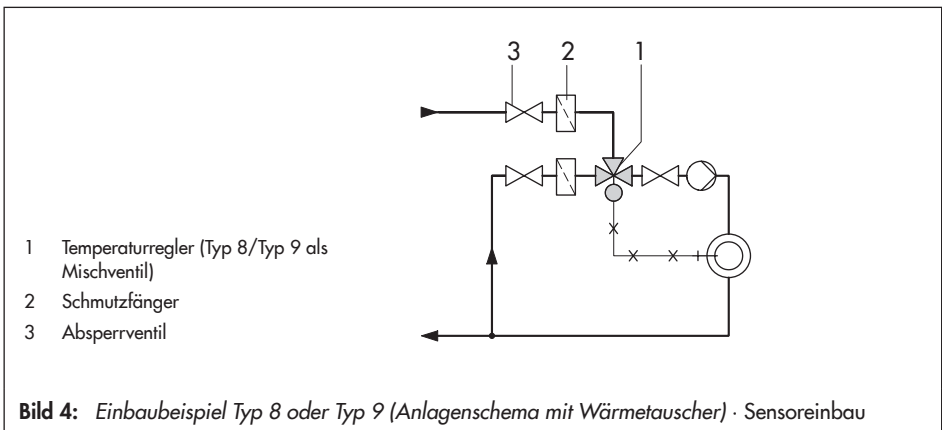 3 2 1
1 Temperaturregler (Typ 8/Typ 9 als
Mischventil)
2 Schmutzfänger
3 Absperrventil
Bild 4: Einbaubeispiel Typ 8 oder Typ 9 (Anlagenschema mit Wärmetauscher) · Sensoreinbau